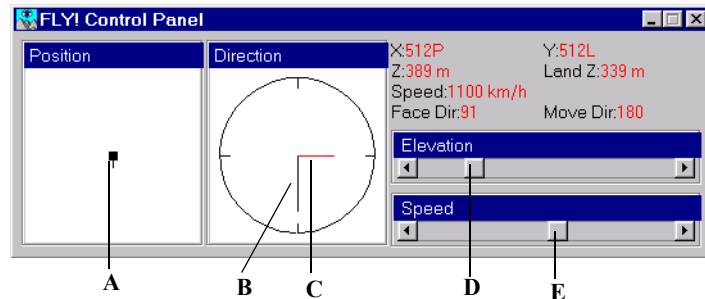 FLY! Control Panel
Position
Direction
X:512P Y:512L
Z:389 m Land Z:339 m
Speed:1100 km/h
Face Dir:91 Move Dir:180
Elevation
Speed
A B C D E